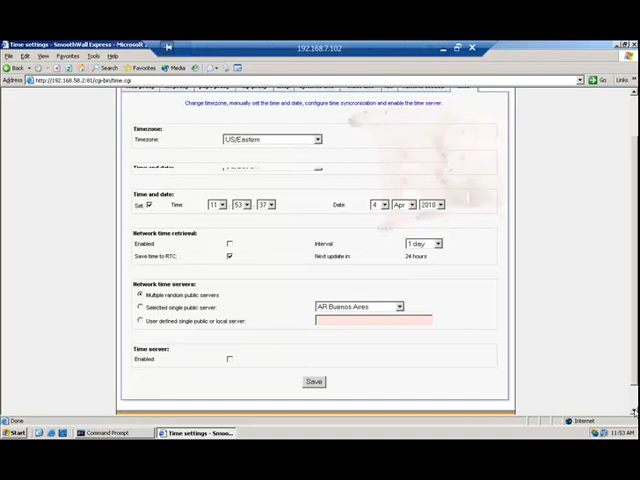 192.168.7.102
Time settings - SmoothWall Express - Microsoft
File Edit View Favorites Tools Help
Back Search Favorites Media
Address http://192.168.58.2:81/cgi-bin/time.cgi Go Links
Change timezone, manually set the time and date, configure time syncronisation and enable the time server.
Timezone:
Timezone: US/Eastern
Time and date:
Time and date:
Set: Time: 11 : 53 : 37 Date: 4 Apr 2010
Network time retrieval:
Enabled: Interval: 1 day
Save time to RTC: Next update in: 24 hours
Network time servers:
Multiple random public servers
Selected single public server: AR Buenos Aires
User defined single public or local server:
Time server:
Enabled:
Save
Done Internet
Start Command Prompt Time settings - Smoo... 11:53 AM